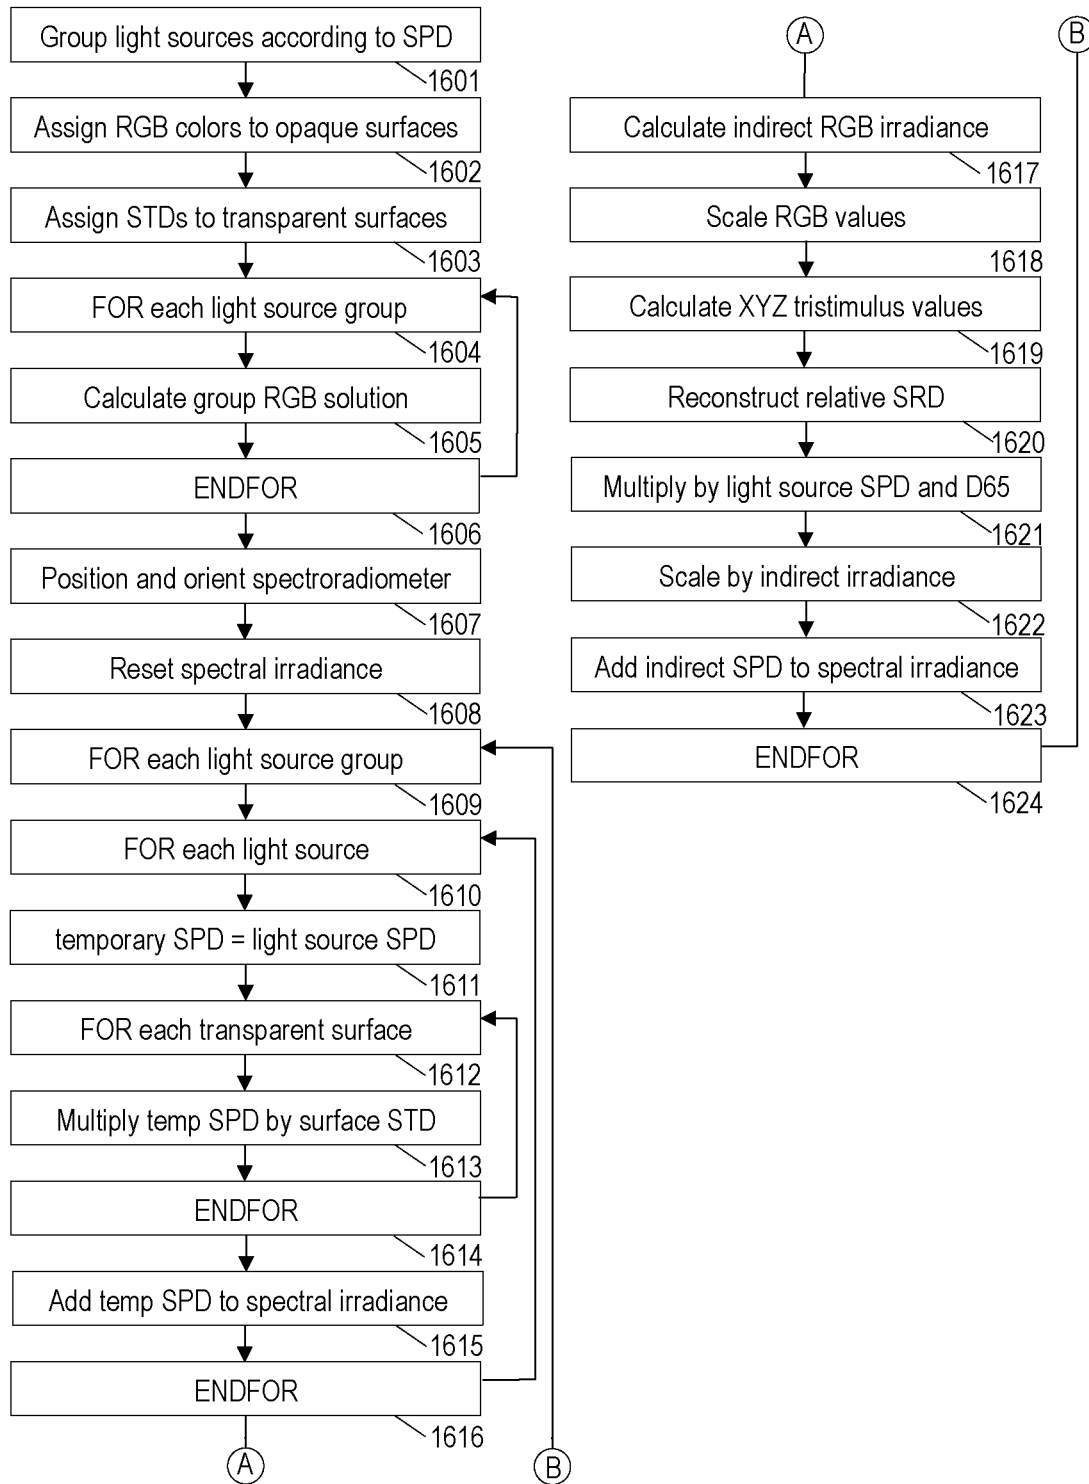 Group light sources according to SPD
1601
Assign RGB colors to opaque surfaces
1602
Assign STDs to transparent surfaces
1603
FOR each light source group
1604
Calculate group RGB solution
1605
ENDFOR
1606
Position and orient spectroradiometer
1607
Reset spectral irradiance
1608
FOR each light source group
1609
FOR each light source
1610
temporary SPD = light source SPD
1611
FOR each transparent surface
1612
Multiply temp SPD by surface STD
1613
ENDFOR
1614
Add temp SPD to spectral irradiance
1615
ENDFOR
1616
A
B
A
B
Calculate indirect RGB irradiance
1617
Scale RGB values
1618
Calculate XYZ tristimulus values
1619
Reconstruct relative SRD
1620
Multiply by light source SPD and D65
1621
Scale by indirect irradiance
1622
Add indirect SPD to spectral irradiance
1623
ENDFOR
1624